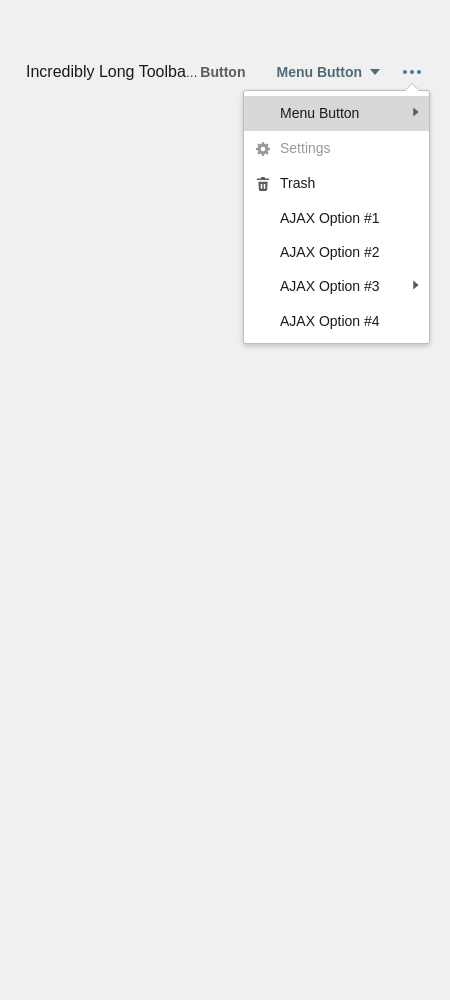 Incredibly Long Toolba... Button Menu Button
Menu Button
Settings
Trash
AJAX Option #1
AJAX Option #2
AJAX Option #3
AJAX Option #4